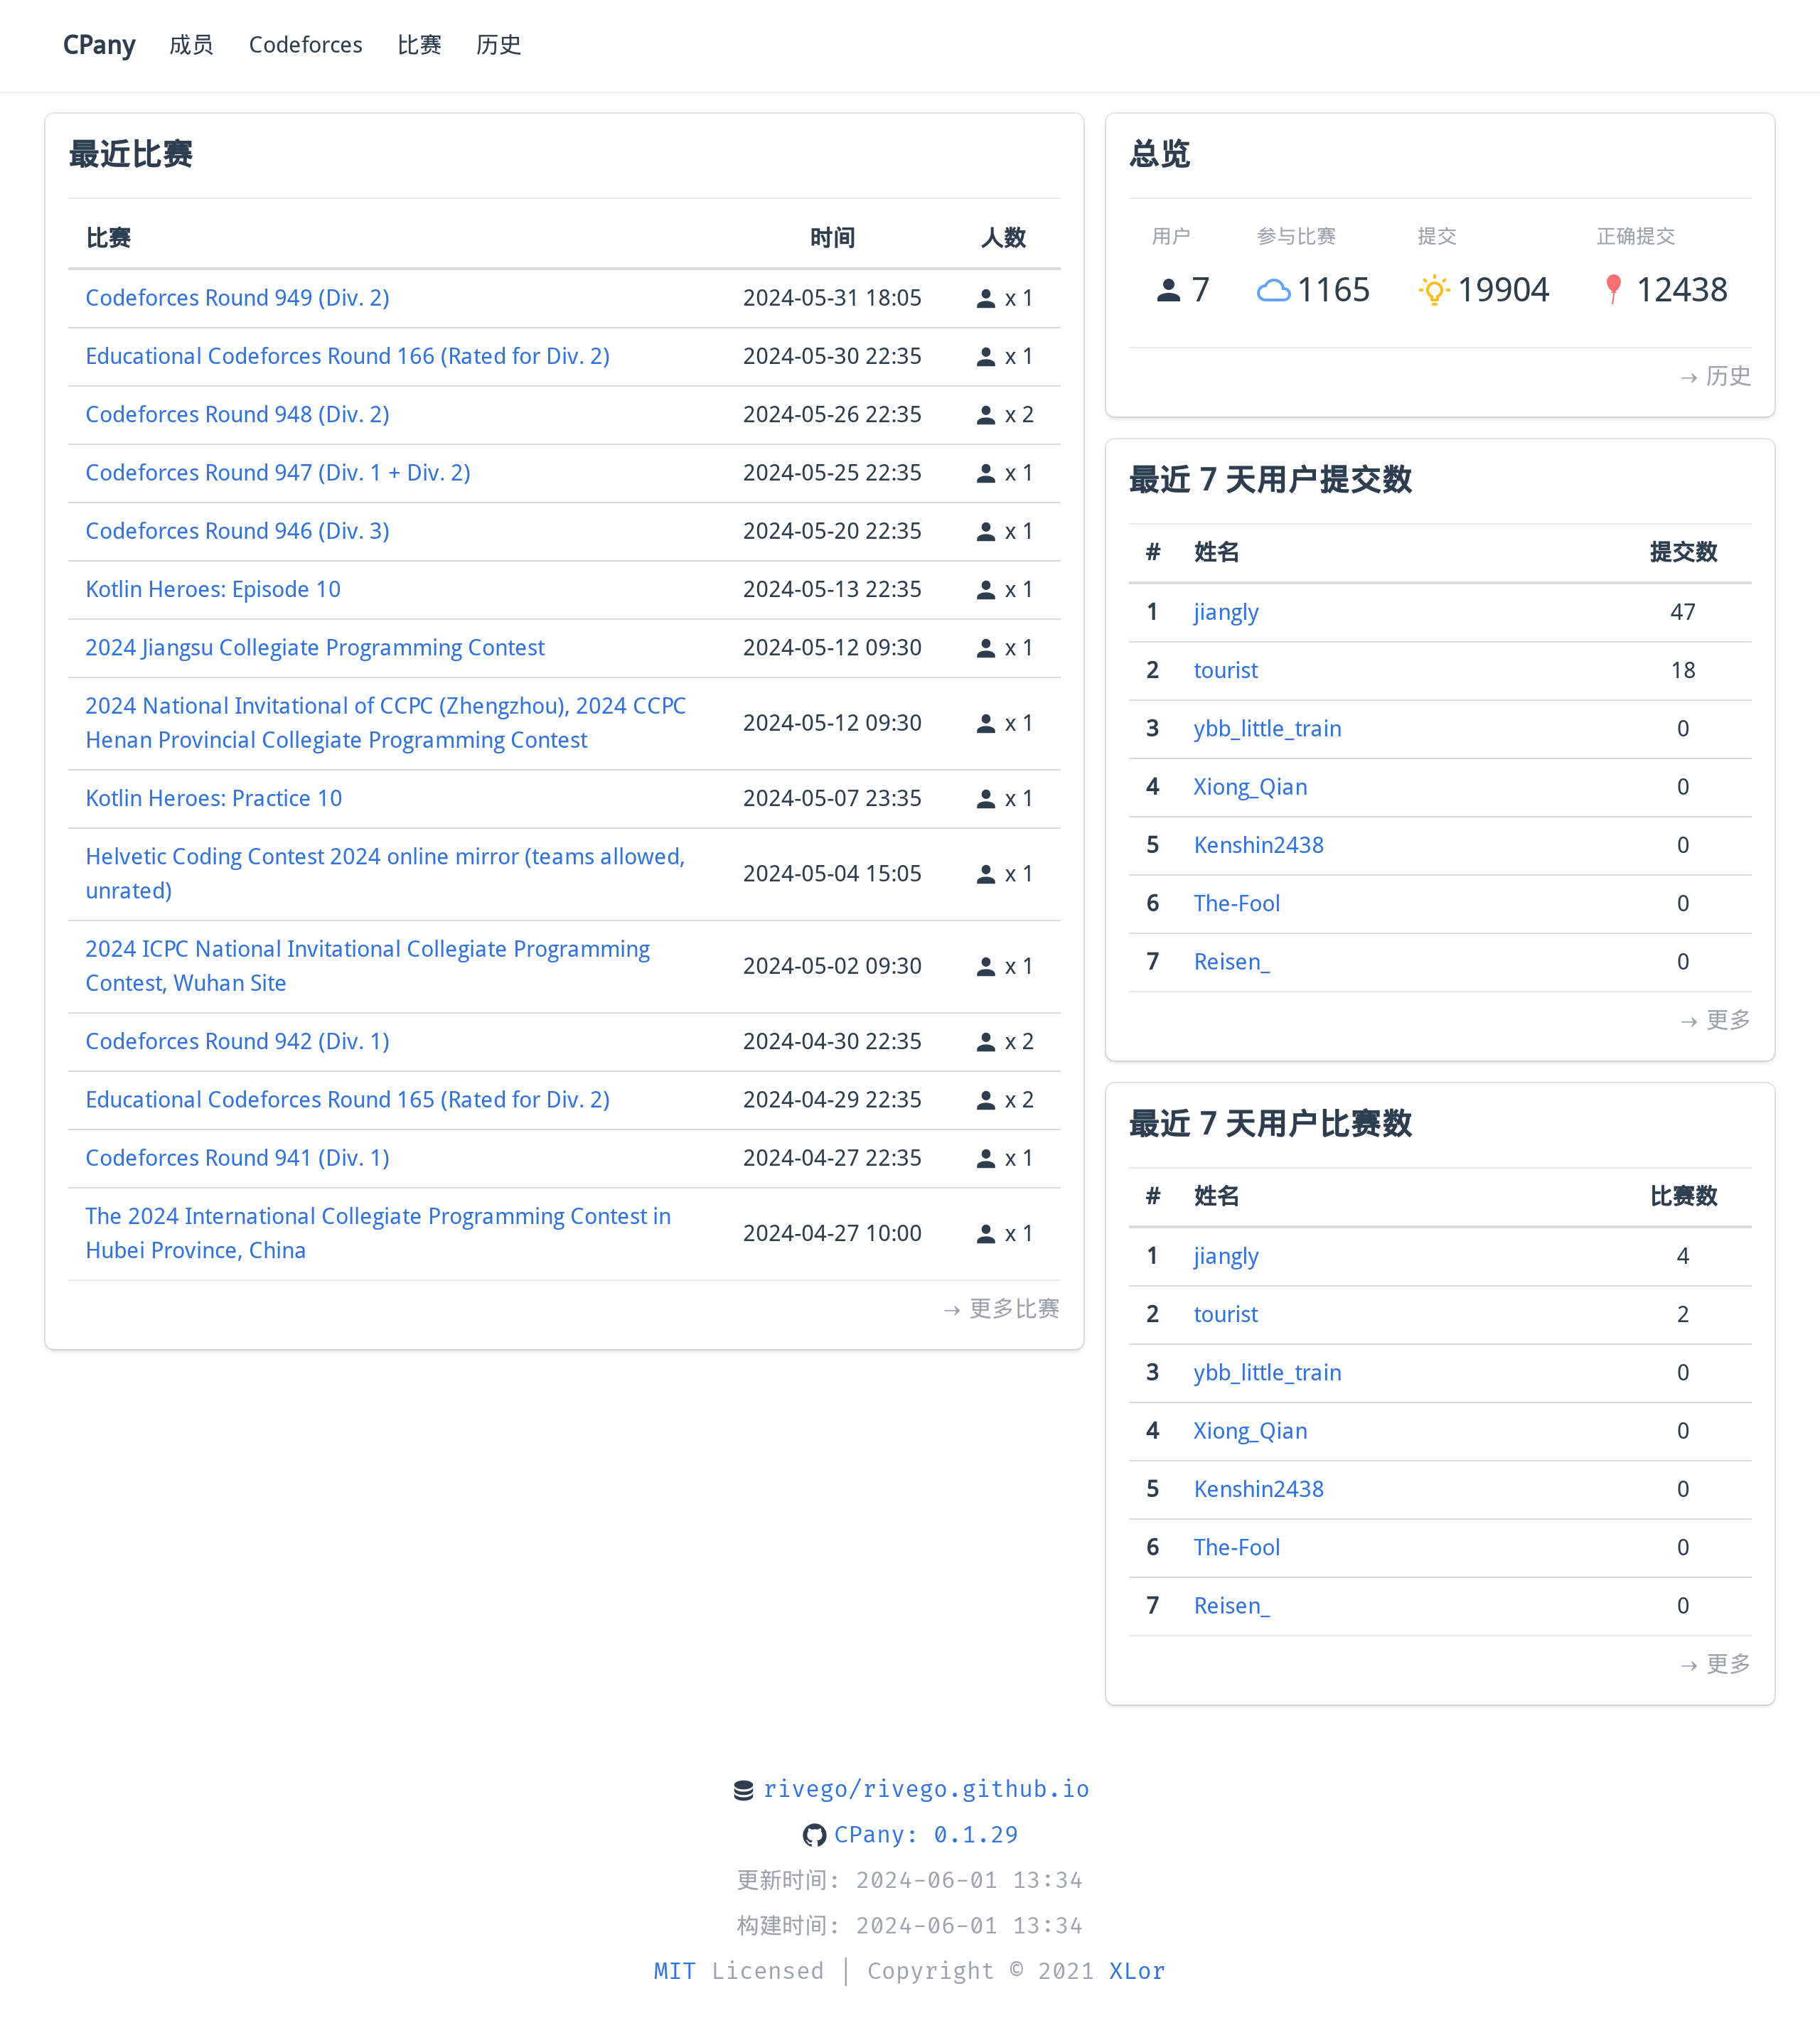 CPany 成员 Codeforces 比赛 历史
最近比赛
比赛 时间 人数
Codeforces Round 949 (Div. 2) 2024-05-31 18:05 x 1
Educational Codeforces Round 166 (Rated for Div. 2) 2024-05-30 22:35 x 1
Codeforces Round 948 (Div. 2) 2024-05-26 22:35 x 2
Codeforces Round 947 (Div. 1 + Div. 2) 2024-05-25 22:35 x 1
Codeforces Round 946 (Div. 3) 2024-05-20 22:35 x 1
Kotlin Heroes: Episode 10 2024-05-13 22:35 x 1
2024 Jiangsu Collegiate Programming Contest 2024-05-12 09:30 x 1
2024 National Invitational of CCPC (Zhengzhou), 2024 CCPC
Henan Provincial Collegiate Programming Contest 2024-05-12 09:30 x 1
Kotlin Heroes: Practice 10 2024-05-07 23:35 x 1
Helvetic Coding Contest 2024 online mirror (teams allowed,
unrated) 2024-05-04 15:05 x 1
2024 ICPC National Invitational Collegiate Programming
Contest, Wuhan Site 2024-05-02 09:30 x 1
Codeforces Round 942 (Div. 1) 2024-04-30 22:35 x 2
Educational Codeforces Round 165 (Rated for Div. 2) 2024-04-29 22:35 x 2
Codeforces Round 941 (Div. 1) 2024-04-27 22:35 x 1
The 2024 International Collegiate Programming Contest in
Hubei Province, China 2024-04-27 10:00 x 1
→ 更多比赛
总览
用户 参与比赛 提交 正确提交
7 1165 19904 12438
→ 历史
最近 7 天用户提交数
# 姓名 提交数
1 jiangly 47
2 tourist 18
3 ybb_little_train 0
4 Xiong_Qian 0
5 Kenshin2438 0
6 The-Fool 0
7 Reisen_ 0
→ 更多
最近 7 天用户比赛数
# 姓名 比赛数
1 jiangly 4
2 tourist 2
3 ybb_little_train 0
4 Xiong_Qian 0
5 Kenshin2438 0
6 The-Fool 0
7 Reisen_ 0
→ 更多
rivego/rivego.github.io
CPany: 0.1.29
更新时间: 2024-06-01 13:34
构建时间: 2024-06-01 13:34
MIT Licensed | Copyright © 2021 XLor